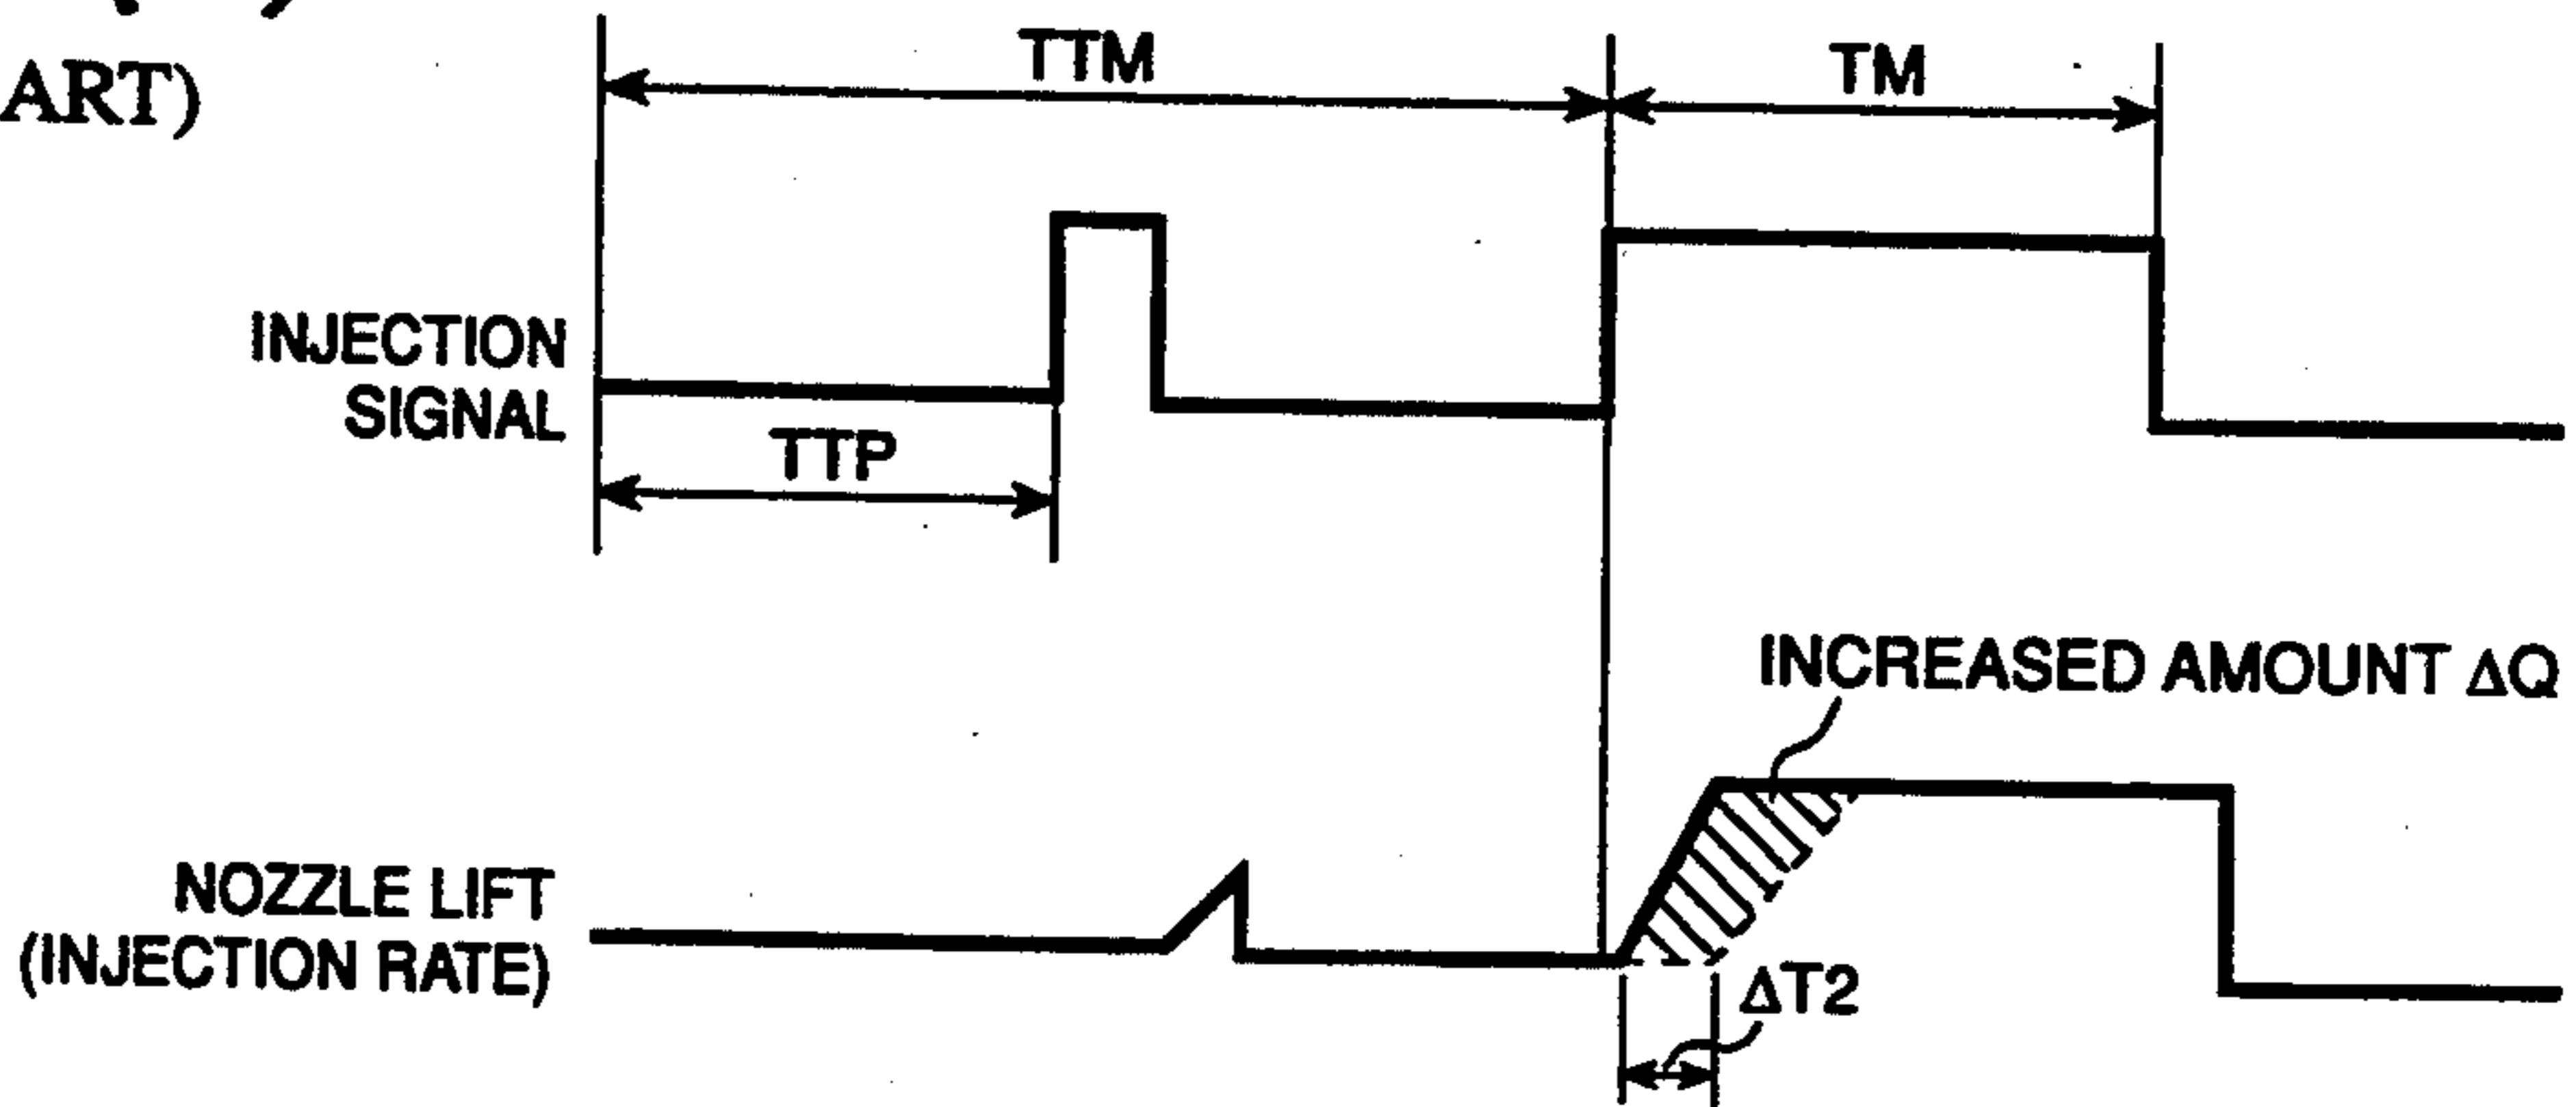 ART)
TTM
TM
INJECTION
SIGNAL
TTP
INCREASED AMOUNT ΔQ
NOZZLE LIFT
(INJECTION RATE)
ΔT2